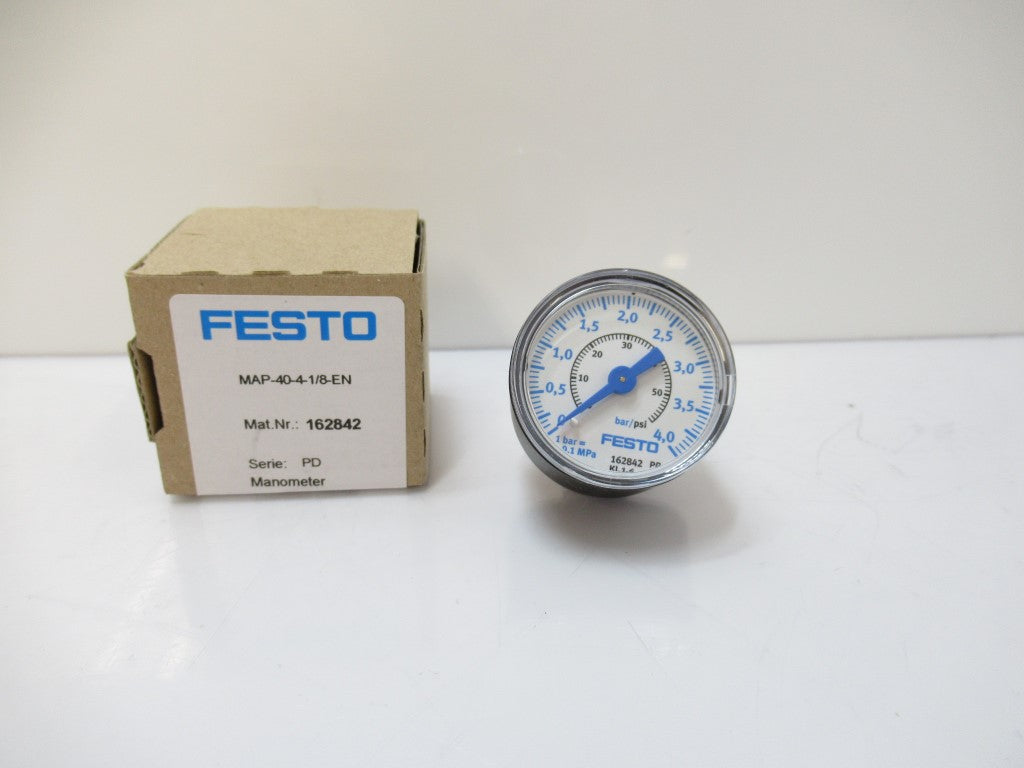 FESTO
MAP-40-4-1/8-EN
Mat.Nr.: 162842
Serie: PD
Manometer
0
0,5
1,0
1,5
2,0
2,5
3,0
3,5
4,0
10
20
30
50
bar/psi
1 bar =
0.1 MPa
FESTO
162842 PD